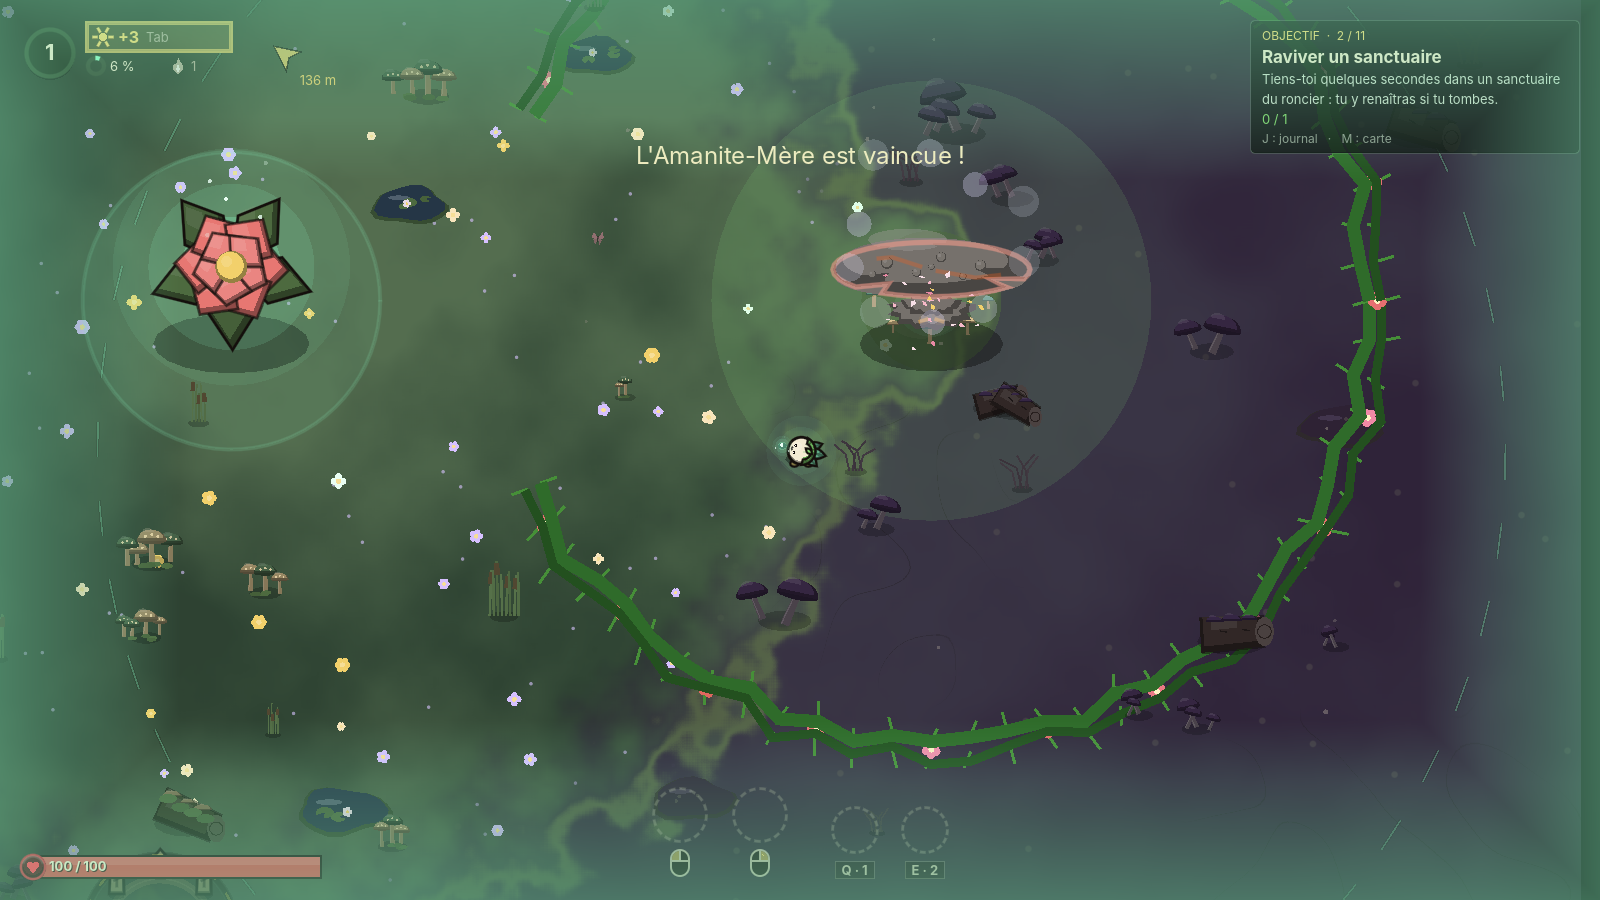 1
+3 Tab
6 %
1
136 m
OBJECTIF · 2 / 11
Raviver un sanctuaire
Tiens-toi quelques secondes dans un sanctuaire
du roncier : tu y renaîtras si tu tombes.
0 / 1
J : journal · M : carte
L'Amanite-Mère est vaincue !
100 / 100
Q · 1
E · 2